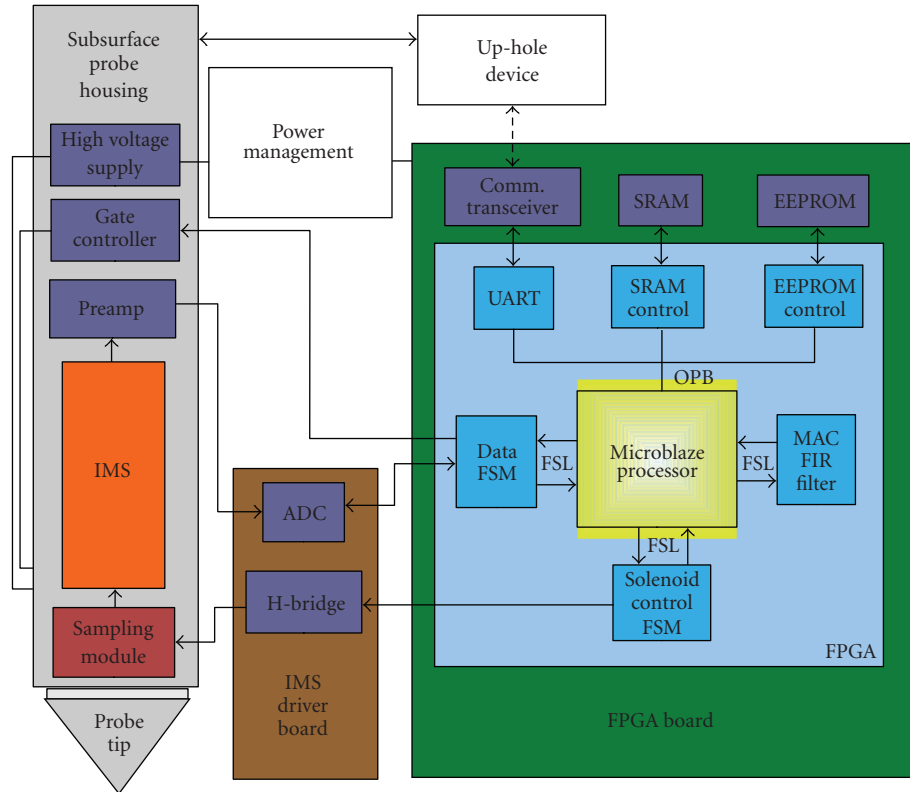 Subsurface
probe
housing
Up-hole
device
Power
management
High voltage
supply
Gate
controller
Preamp
IMS
Sampling
module
Probe
tip
ADC
H-bridge
IMS
driver
board
Comm.
transceiver
SRAM
EEPROM
UART
SRAM
control
EEPROM
control
OPB
Data
FSM
FSL
Microblaze
processor
FSL
MAC
FIR
filter
FSL
Solenoid
control
FSM
FPGA
FPGA board